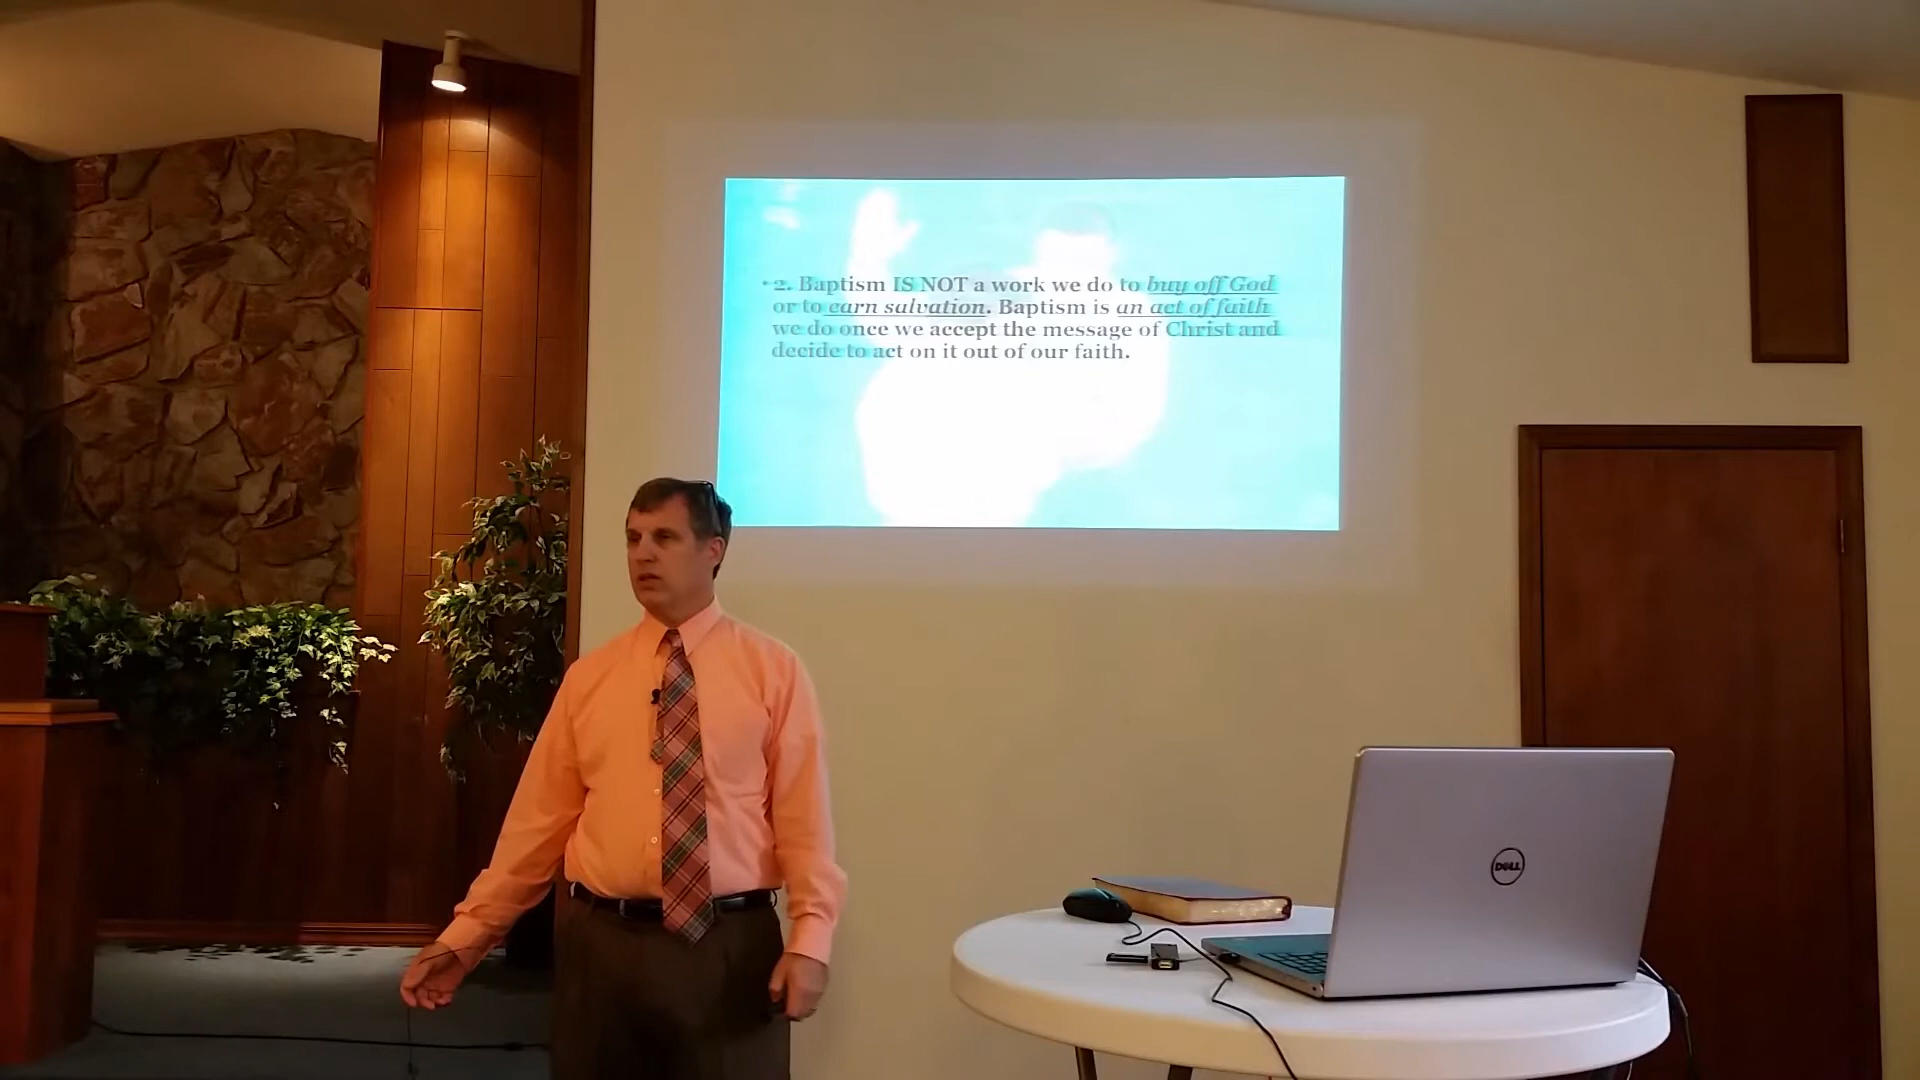 • 2. Baptism IS NOT a work we do to buy off God
or to earn salvation. Baptism is an act of faith
we do once we accept the message of Christ and
decide to act on it out of our faith.
DELL